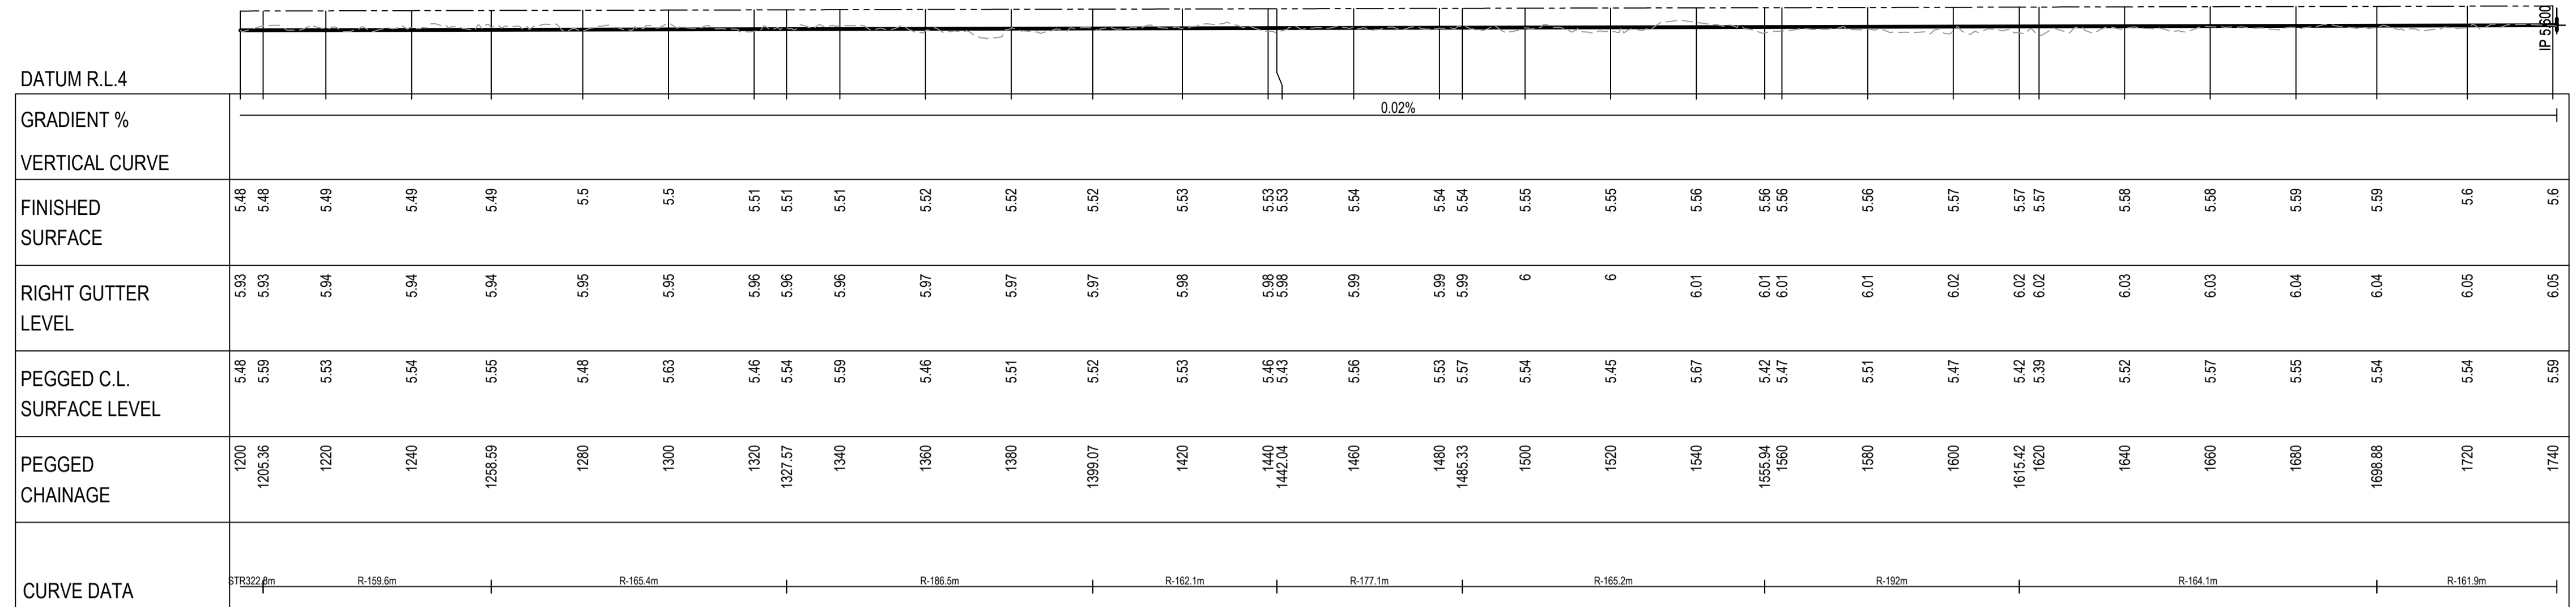 IP 5.600
DATUM R.L.4
GRADIENT %
0.02%
VERTICAL CURVE
FINISHED
SURFACE
5.48 5.48 5.49 5.49 5.49 5.5 5.5 5.51 5.51 5.51 5.52 5.52 5.52 5.53 5.53 5.53 5.54 5.54 5.54 5.55 5.55 5.56 5.56 5.56 5.56 5.57 5.57 5.57 5.58 5.58 5.59 5.59 5.6 5.6
RIGHT GUTTER
LEVEL
5.93 5.93 5.94 5.94 5.94 5.95 5.95 5.96 5.96 5.96 5.97 5.97 5.97 5.98 5.98 5.98 5.99 5.99 5.99 6 6 6.01 6.01 6.01 6.01 6.02 6.02 6.02 6.03 6.03 6.04 6.04 6.05 6.05
PEGGED C.L.
SURFACE LEVEL
5.48 5.59 5.53 5.54 5.55 5.48 5.63 5.46 5.54 5.59 5.46 5.51 5.52 5.53 5.46 5.43 5.56 5.53 5.57 5.54 5.45 5.67 5.42 5.47 5.51 5.47 5.42 5.39 5.52 5.57 5.55 5.54 5.54 5.59
PEGGED
CHAINAGE
1200 1205.36 1220 1240 1258.59 1280 1300 1320 1327.57 1340 1360 1380 1399.07 1420 1440 1442.04 1460 1480 1485.33 1500 1520 1540 1555.94 1560 1580 1600 1615.42 1620 1640 1660 1680 1698.88 1720 1740
CURVE DATA
STR322.8m R-159.6m R-165.4m R-186.5m R-162.1m R-177.1m R-165.2m R-192m R-164.1m R-161.9m